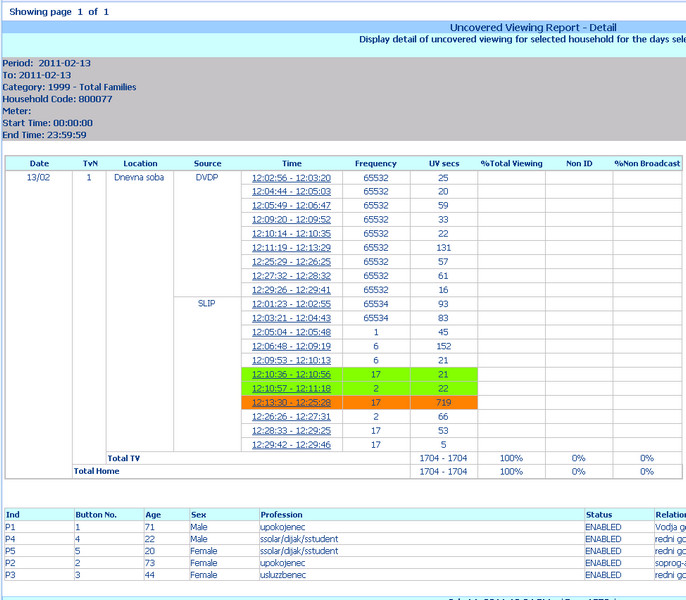 Showing page 1 of 1
Uncovered Viewing Report - Detail
Display detail of uncovered viewing for selected household for the days
Period: 2011-02-13
To: 2011-02-13
Category: 1999 - Total Families
Household Code: 800077
Meter:
Start Time: 00:00:00
End Time: 23:59:59
Date TvN Location Source Time Frequency UV secs %Total Viewing Non ID %Non Broadcast
13/02 1 Dnevna soba DVDP 12:02:56 - 12:03:20 65532 25
12:04:44 - 12:05:03 65532 20
12:05:49 - 12:06:47 65532 59
12:09:20 - 12:09:52 65532 33
12:10:14 - 12:10:35 65532 22
12:11:19 - 12:13:29 65532 131
12:25:29 - 12:26:25 65532 57
12:27:32 - 12:28:32 65532 61
12:29:26 - 12:29:41 65532 16
SLIP 12:01:23 - 12:02:55 65534 93
12:03:21 - 12:04:43 65534 83
12:05:04 - 12:05:48 1 45
12:06:48 - 12:09:19 6 152
12:09:53 - 12:10:13 6 21
12:10:36 - 12:10:56 17 21
12:10:57 - 12:11:18 2 22
12:13:30 - 12:25:28 17 719
12:26:26 - 12:27:31 2 66
12:28:33 - 12:29:25 17 53
12:29:42 - 12:29:46 17 5
Total TV 1704 - 1704 100% 0% 0%
Total Home 1704 - 1704 100% 0% 0%
Ind Button No. Age Sex Profession Status Relatio
P1 1 71 Male upokojenec ENABLED Vodja g
P4 4 22 Male ssolar/dijak/sstudent ENABLED redni go
P5 5 20 Female ssolar/dijak/sstudent ENABLED redni go
P2 2 73 Female upokojenec ENABLED soprog-a
P3 3 44 Female usluzzbenec ENABLED redni go